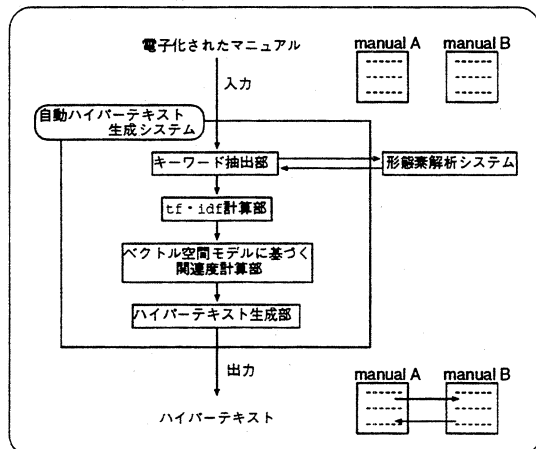 電子化されたマニュアル
manual A
manual B
入力
自動ハイパーテキスト
生成システム
キーワード抽出部
形態素解析システム
tf・idf計算部
ベクトル空間モデルに基づく
関連度計算部
ハイパーテキスト生成部
出力
manual A
manual B
ハイパーテキスト